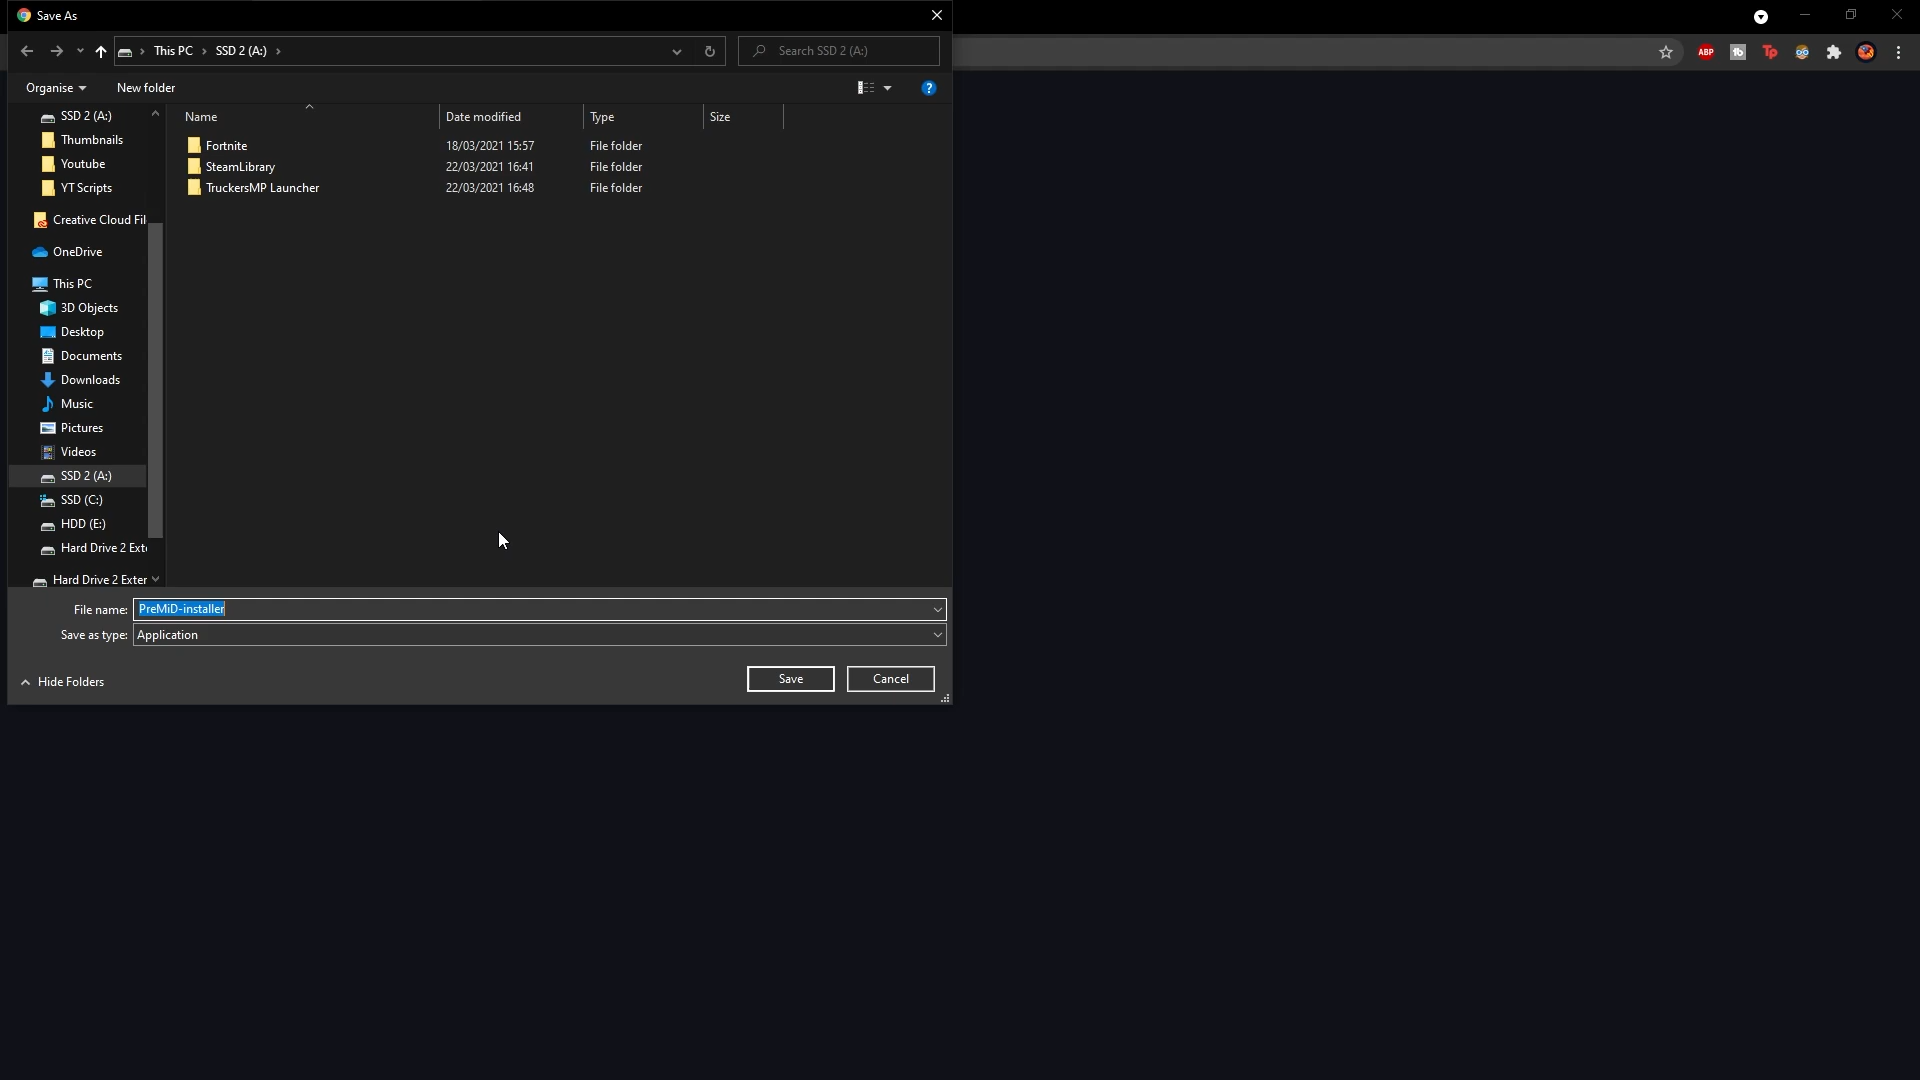 Save As
This PC > SSD 2 (A:) >
Search SSD 2 (A:)
ABP
tb
Tp
Organise
New folder
?
Name
Date modified
Type
Size
SSD 2 (A:)
Thumbnails
Youtube
YT Scripts
Creative Cloud Fil
OneDrive
This PC
3D Objects
Desktop
Documents
Downloads
Music
Pictures
Videos
SSD 2 (A:)
SSD (C:)
HDD (E:)
Hard Drive 2 Exte
Hard Drive 2 Exter
Fortnite 18/03/2021 15:57 File folder
SteamLibrary 22/03/2021 16:41 File folder
TruckersMP Launcher 22/03/2021 16:48 File folder
File name: PreMiD-installer
Save as type: Application
Hide Folders
Save
Cancel